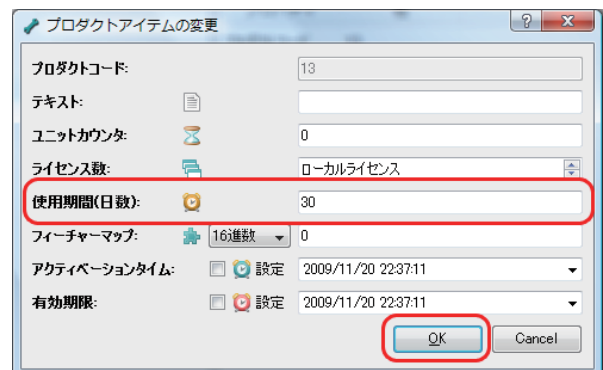 プロダクトアイテムの変更
プロダクトコード: 13
テキスト:
ユニットカウンタ: 0
ライセンス数: ローカルライセンス
使用期間(日数): 30
フィーチャーマップ: 16進数 0
アクティベーションタイム: 設定 2009/11/20 22:37:11
有効期限: 設定 2009/11/20 22:37:11
OK Cancel